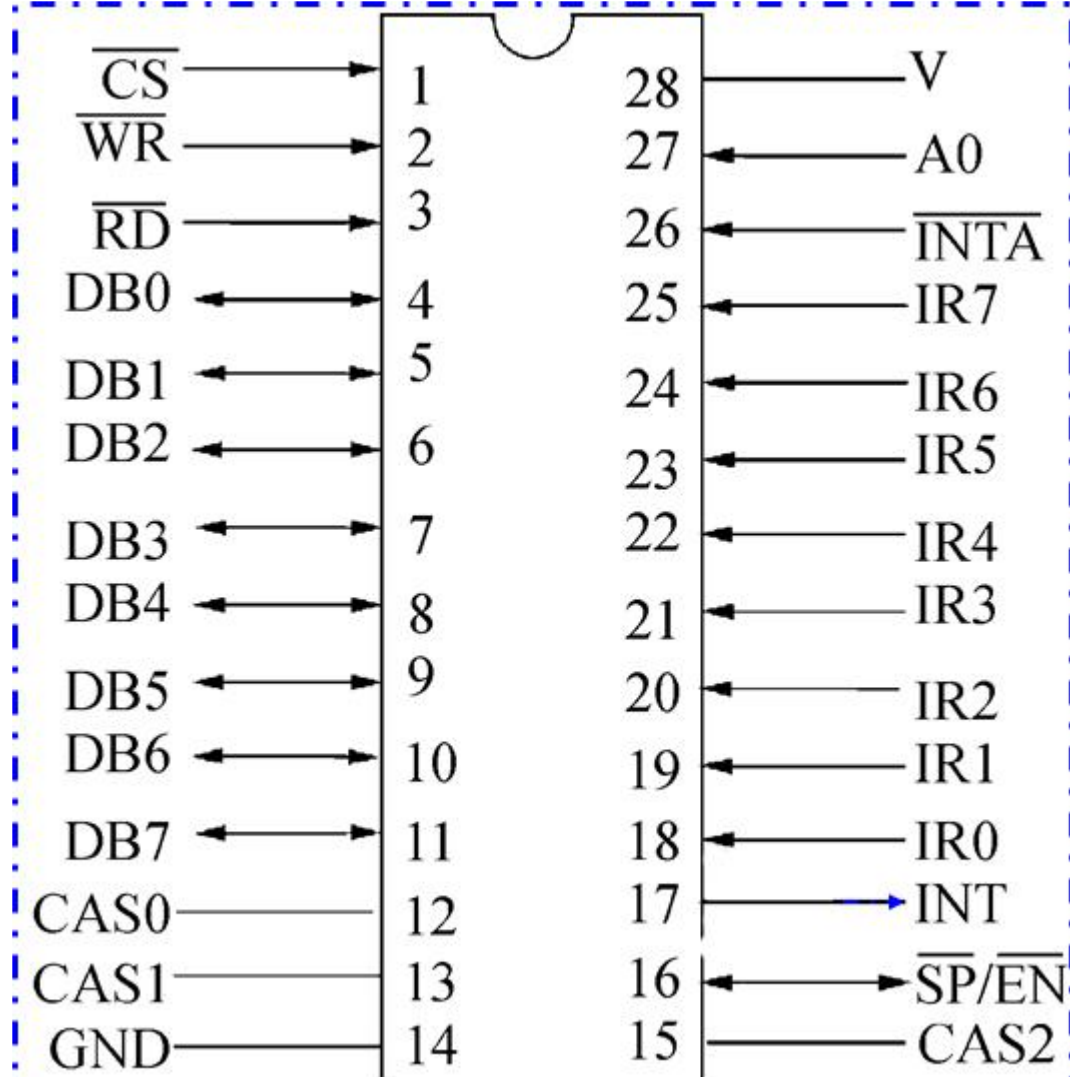 CS 1 28 V
WR 2 27 A0
RD 3 26 INTA
DB0 4 25 IR7
DB1 5 24 IR6
DB2 6 23 IR5
DB3 7 22 IR4
DB4 8 21 IR3
DB5 9 20 IR2
DB6 10 19 IR1
DB7 11 18 IR0
CAS0 12 17 INT
CAS1 13 16 SP/EN
GND 14 15 CAS2